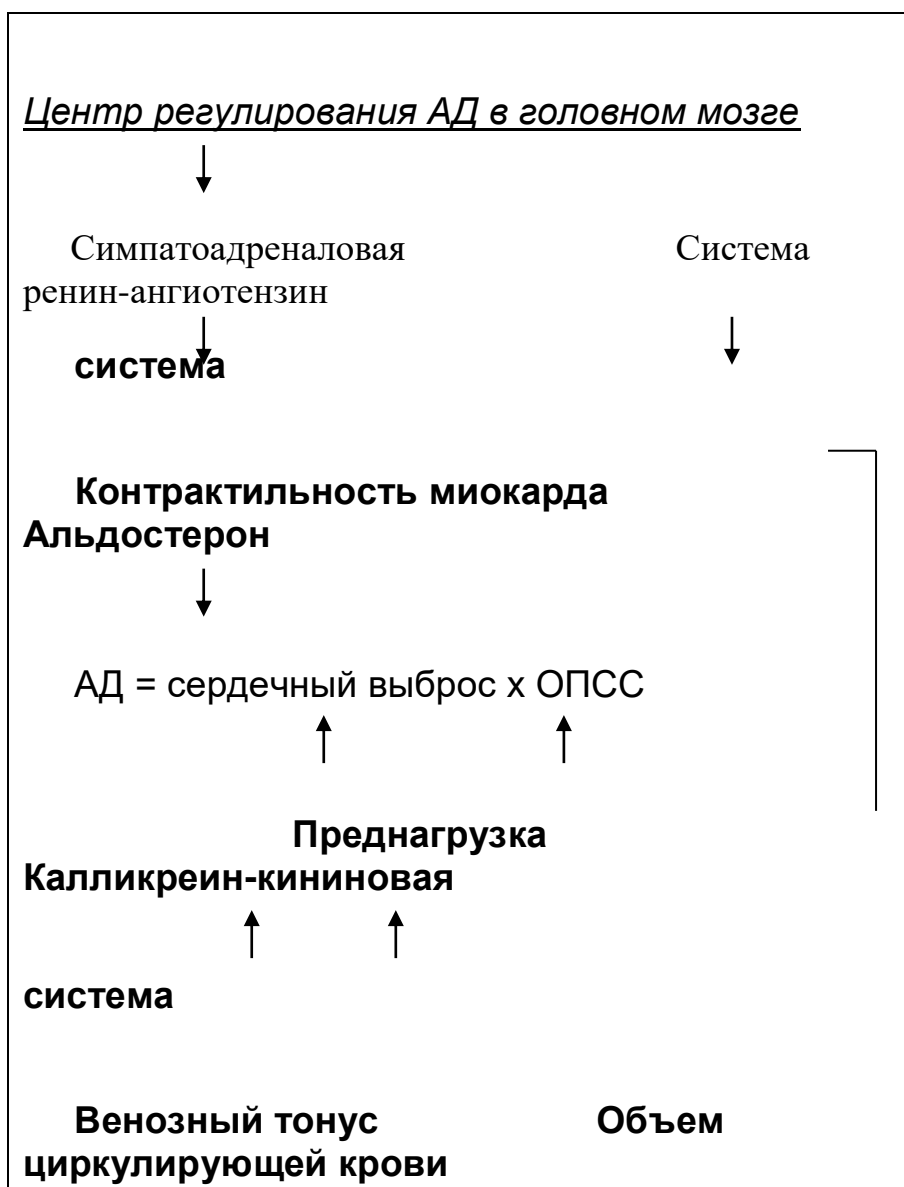 Центр регулирования АД в головном мозге
Симпатоадреналовая Система
ренин-ангиотензин
система
Контрактильность миокарда
Альдостерон
АД = сердечный выброс х ОПСС
Преднагрузка
Калликреин-кининовая
система
Венозный тонус Объем
циркулирующей крови